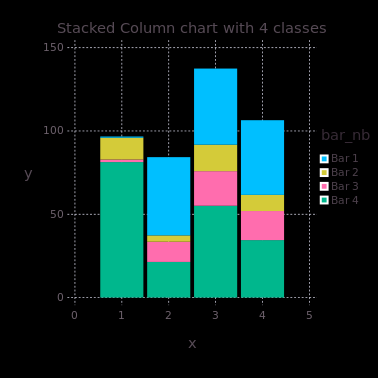 Stacked Column chart with 4 classes
150
100
50
0
y
0 1 2 3 4 5
x
bar_nb
Bar 1
Bar 2
Bar 3
Bar 4